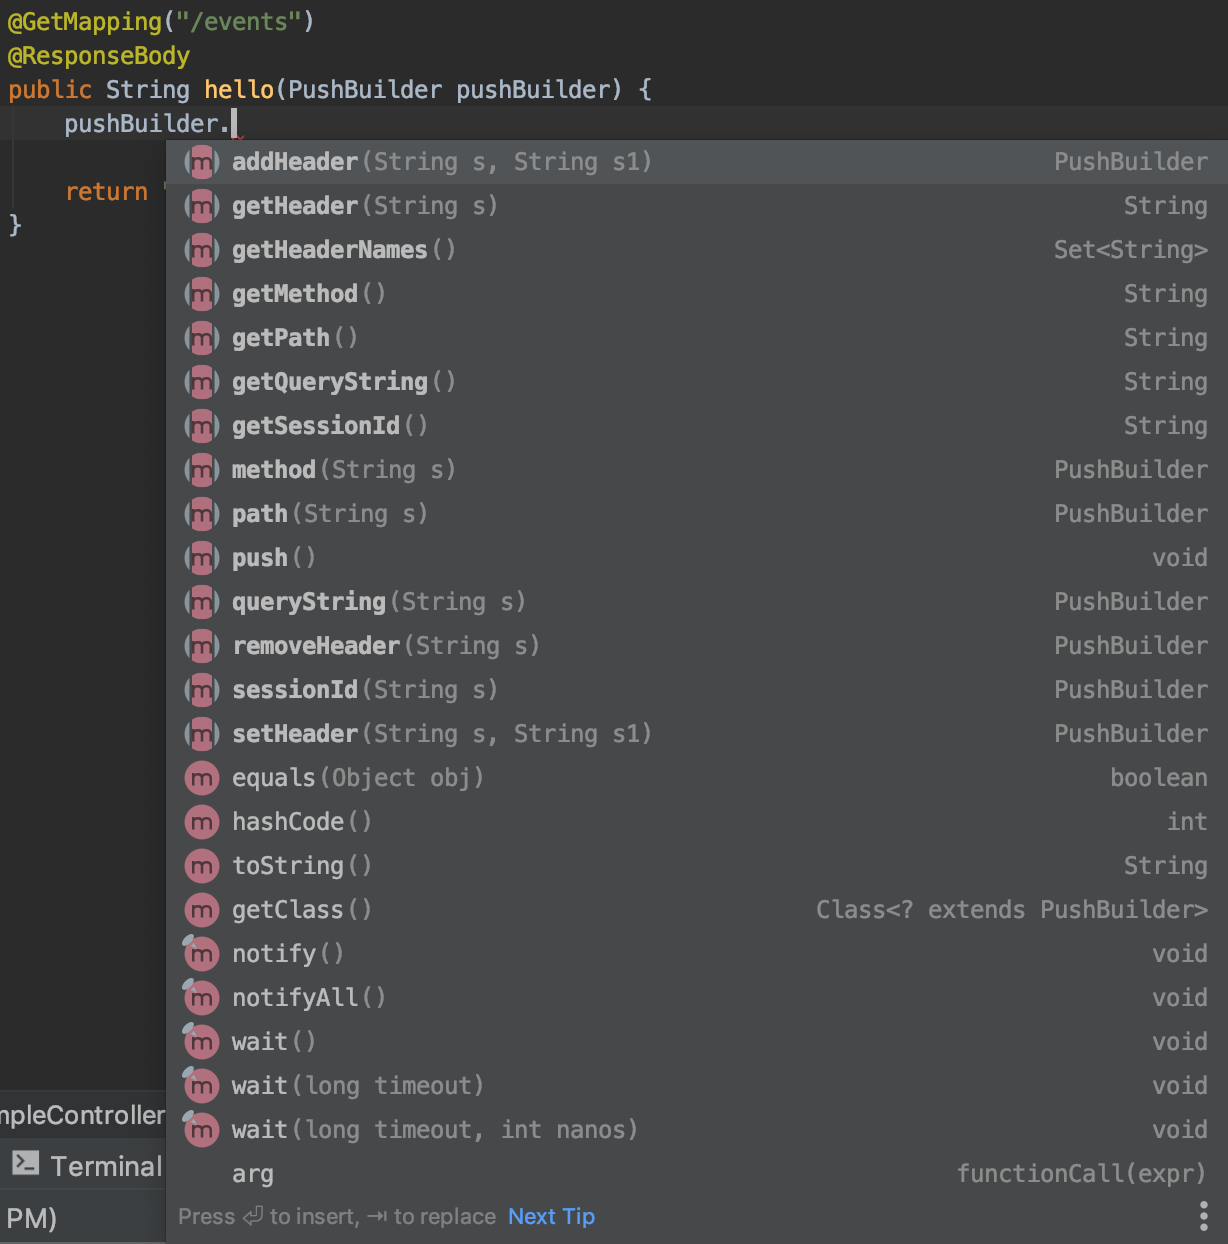 @GetMapping("/events")
@ResponseBody
public String hello(PushBuilder pushBuilder) {
pushBuilder.
m addHeader(String s, String s1) PushBuilder
return "
m getHeader(String s) String
}
m getHeaderNames() Set<String>
m getMethod() String
m getPath() String
m getQueryString() String
m getSessionId() String
m method(String s) PushBuilder
m path(String s) PushBuilder
m push() void
m queryString(String s) PushBuilder
m removeHeader(String s) PushBuilder
m sessionId(String s) PushBuilder
m setHeader(String s, String s1) PushBuilder
m equals(Object obj) boolean
m hashCode() int
m toString() String
m getClass() Class<? extends PushBuilder>
m notify() void
m notifyAll() void
m wait() void
m wait(long timeout) void
mpleController
m wait(long timeout, int nanos) void
Terminal
arg functionCall(expr)
PM)
Press ⏎ to insert, ⇥ to replace Next Tip